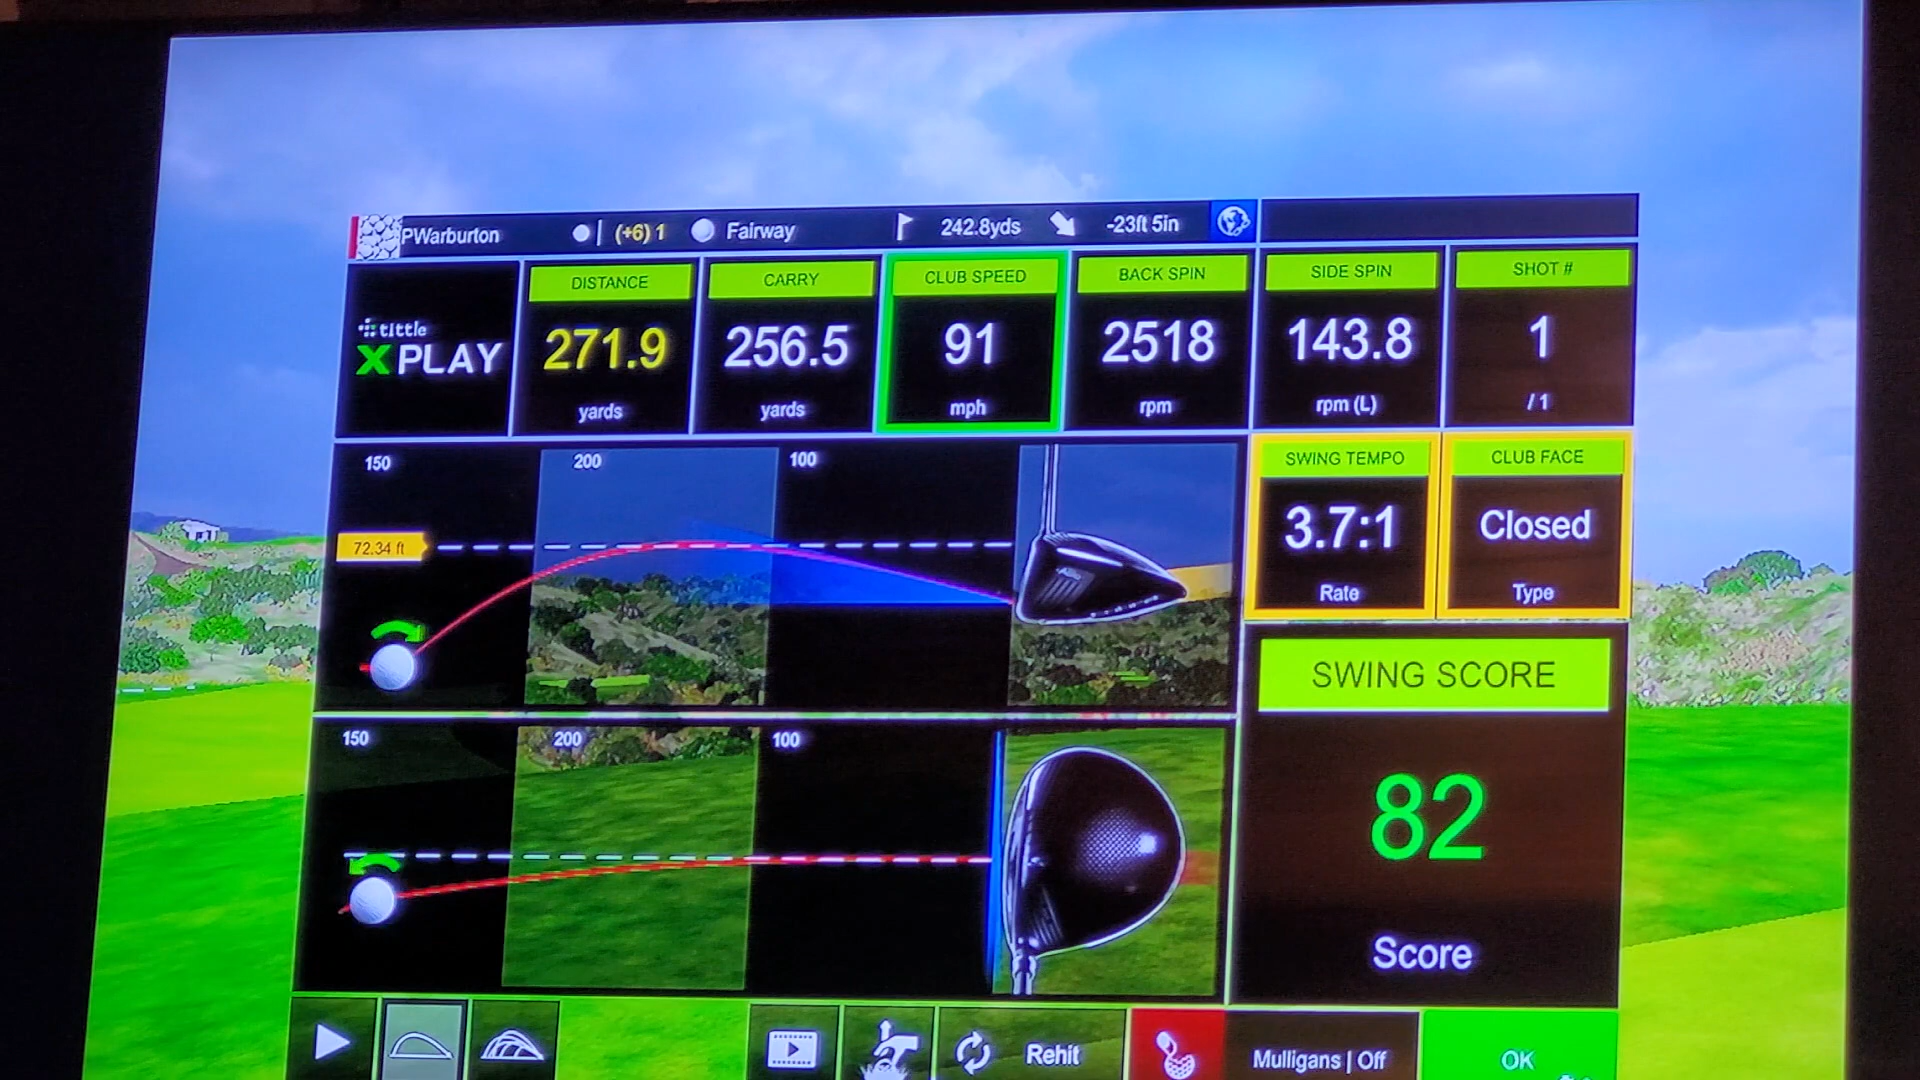 PWarburton (+6) 1 Fairway 242.8yds -23ft 5in
tittle
X PLAY
DISTANCE
271.9
yards
CARRY
256.5
yards
CLUB SPEED
91
mph
BACK SPIN
2518
rpm
SIDE SPIN
143.8
rpm (L)
SHOT #
1
/ 1
150 200 100
72.34 ft
SWING TEMPO
3.7:1
Rate
CLUB FACE
Closed
Type
150 200 100
SWING SCORE
82
Score
Rehit
Mulligans | Off
OK